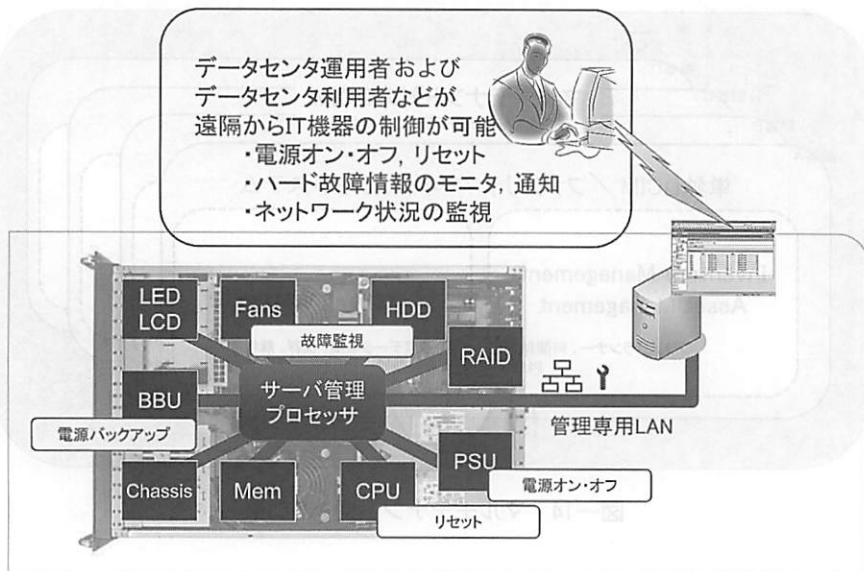 データセンタ運用者および
データセンタ利用者などが
遠隔からIT機器の制御が可能
・電源オン・オフ, リセット
・ハード故障情報のモニタ, 通知
・ネットワーク状況の監視
LED
LCD
Fans
HDD
故障監視
RAID
サーバ管理
プロセッサ
BBU
電源バックアップ
管理専用LAN
Chassis
Mem
CPU
PSU
電源オン・オフ
リセット